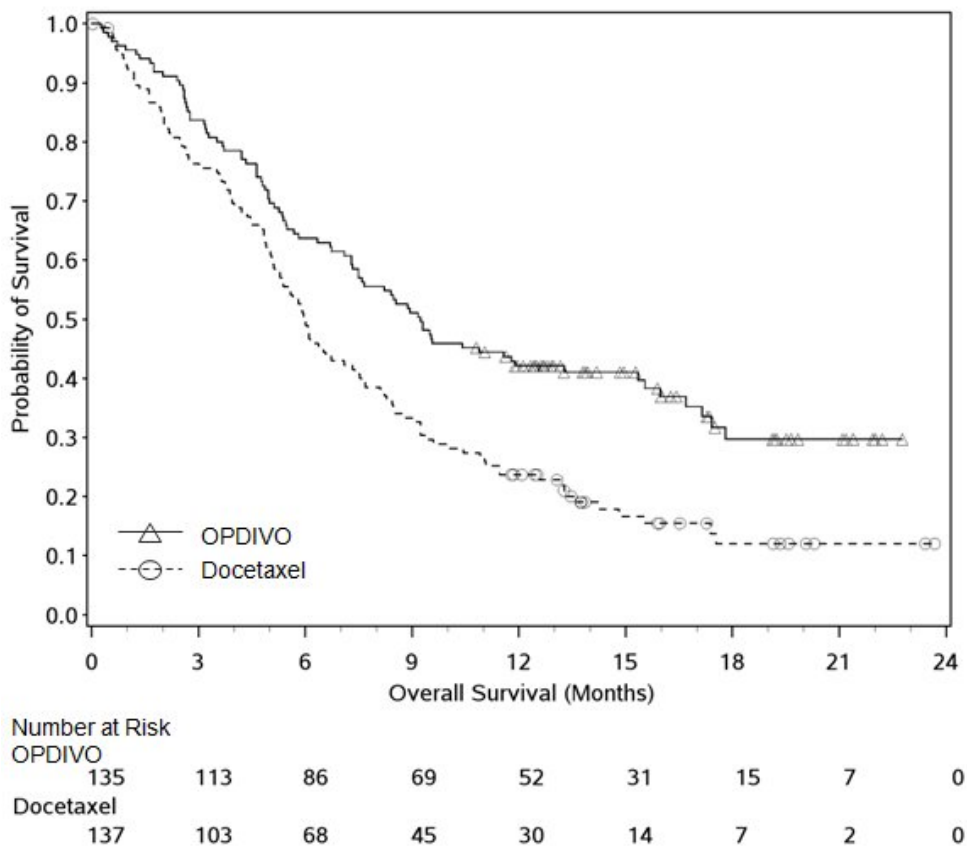 1.0
0.9
0.8
0.7
0.6
0.5
0.4
0.3
0.2
0.1
0.0
Probability of Survival
OPDIVO
Docetaxel
0 3 6 9 12 15 18 21 24
Overall Survival (Months)
Number at Risk
OPDIVO
135 113 86 69 52 31 15 7 0
Docetaxel
137 103 68 45 30 14 7 2 0